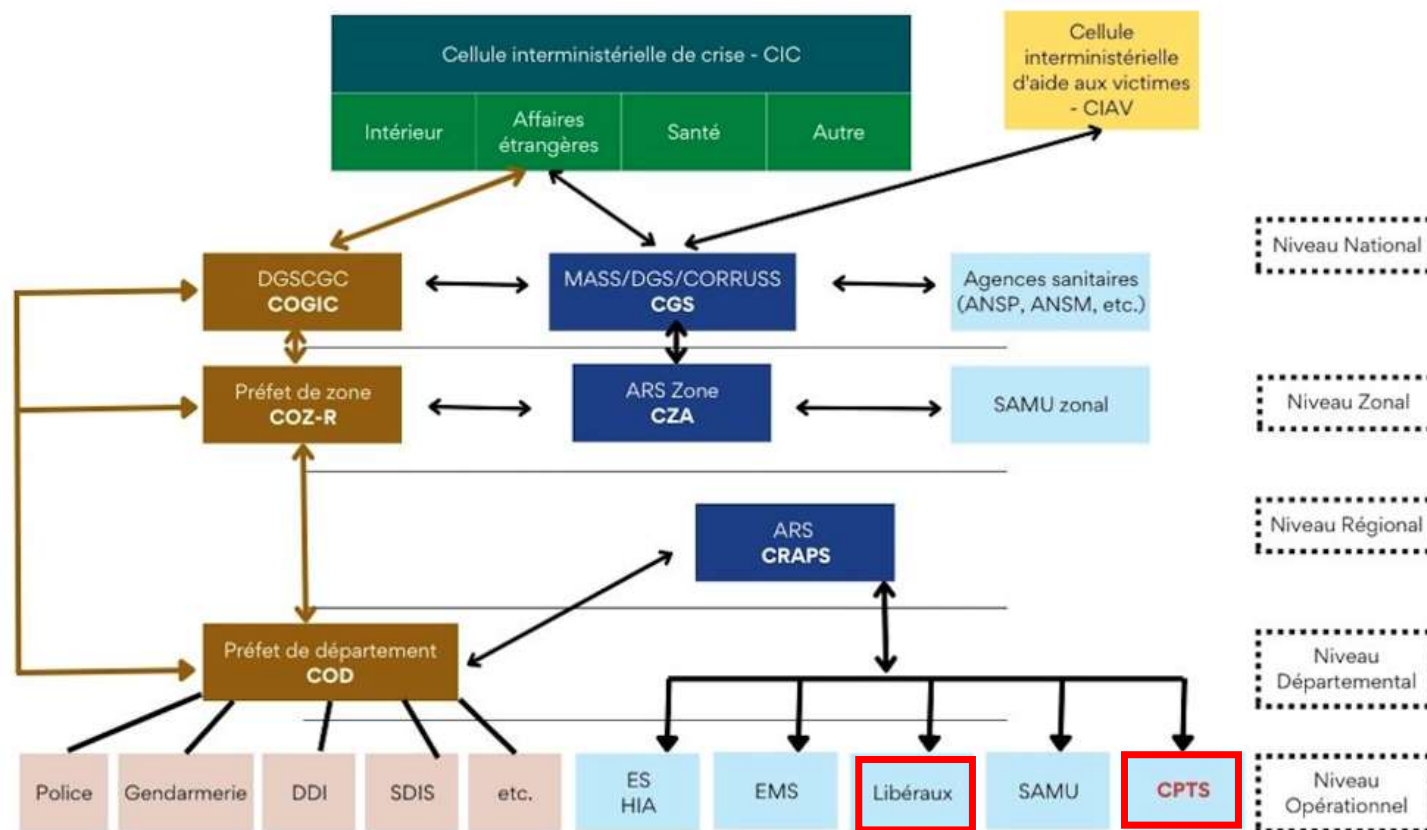 Cellule interministérielle de crise - CIC
Intérieur
Affaires
étrangères
Santé
Autre
Cellule
interministérielle
d'aide aux victimes
- CIAV
DGSCGC
COGIC
MASS/DGS/CORRUSS
CGS
Agences sanitaires
(ANSP, ANSM, etc.)
Niveau National
Préfet de zone
COZ-R
ARS Zone
CZA
SAMU zonal
Niveau Zonal
ARS
CRAPS
Niveau Régional
Préfet de département
COD
Niveau
Départemental
Police
Gendarmerie
DDI
SDIS
etc.
ES
HIA
EMS
Libéraux
SAMU
CPTS
Niveau
Opérationnel